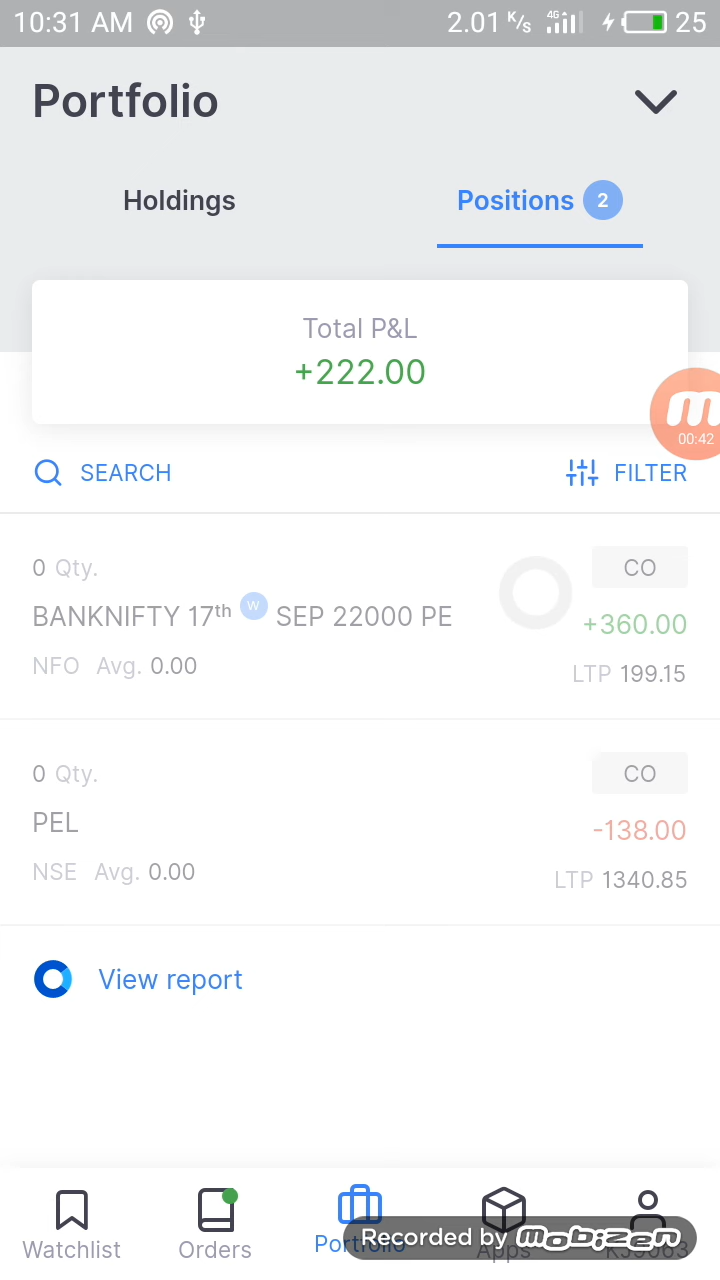 10:31 AM 2.01 K/s 4G 25
Portfolio
Holdings Positions 2
Total P&L
+222.00
00:42
SEARCH FILTER
0 Qty. CO
BANKNIFTY 17th W SEP 22000 PE +360.00
NFO Avg. 0.00 LTP 199.15
0 Qty. CO
PEL -138.00
NSE Avg. 0.00 LTP 1340.85
View report
Watchlist Orders Portfolio Apps
Recorded by mobizen